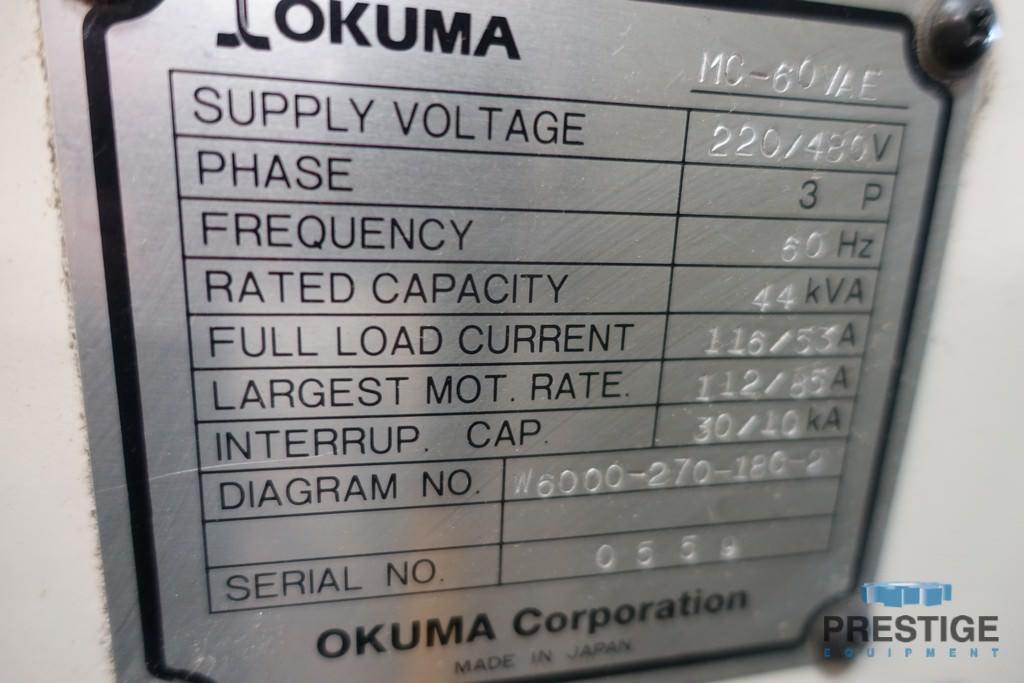 OKUMA
MC-60VAE
SUPPLY VOLTAGE 220/480V
PHASE 3 P
FREQUENCY 60 Hz
RATED CAPACITY 44 kVA
FULL LOAD CURRENT 116/53A
LARGEST MOT. RATE. 112/85A
INTERRUP. CAP. 30/10kA
DIAGRAM NO. W6000-270-180-2
SERIAL NO. 0559
OKUMA Corporation
MADE IN JAPAN
PRESTIGE
EQUIPMENT